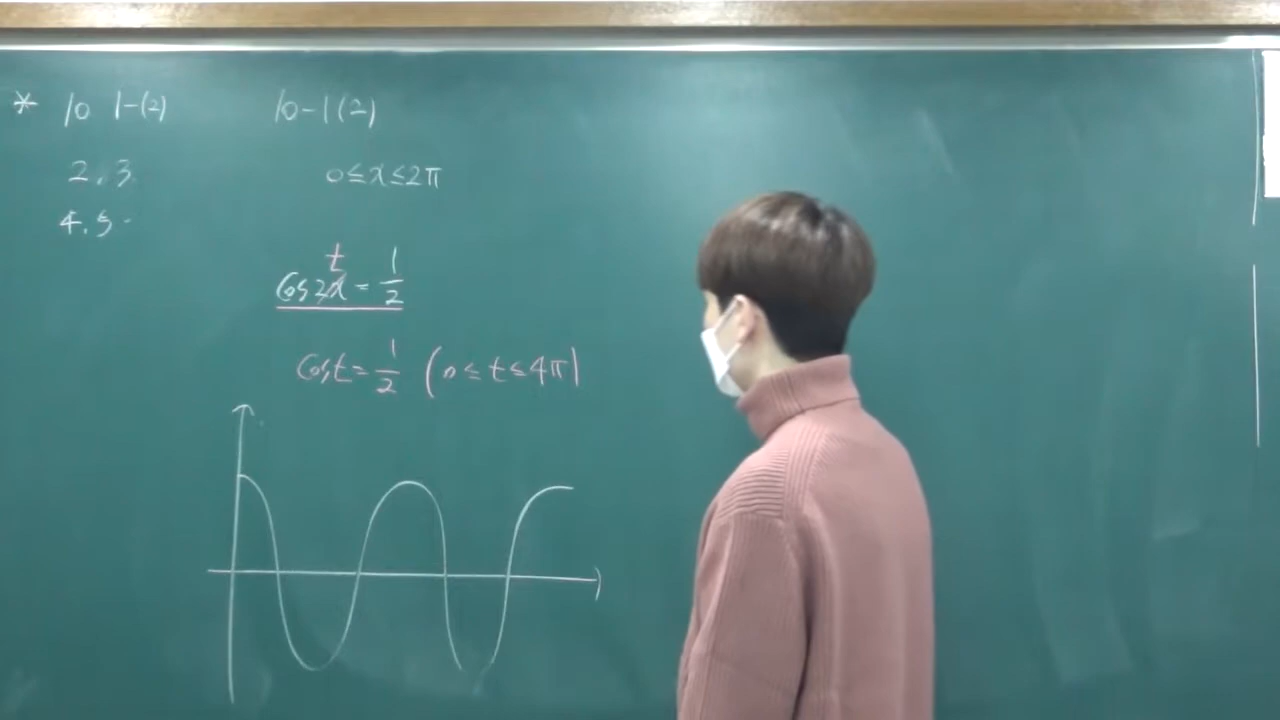 * 10 1-(2)
2, 3
4. 5 -
10-1(2)
0≤x≤2π
t
cos2x = 1/2
cost = 1/2 (0≤t≤4π)